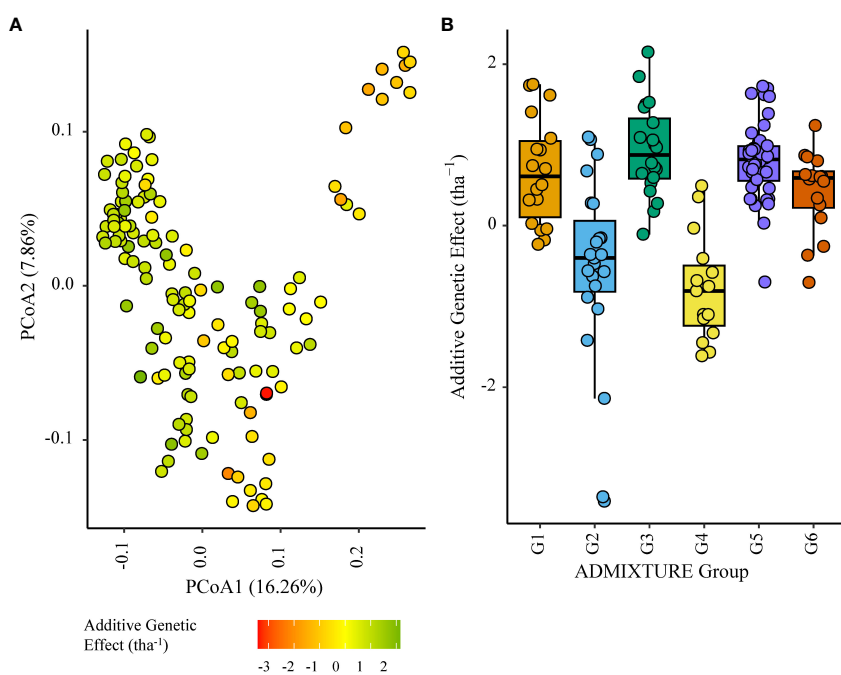 A
0.1
0.0
-0.1
PCoA2 (7.86%)
-0.1
0.0
0.1
0.2
PCoA1 (16.26%)
Additive Genetic
Effect (tha⁻¹)
-3 -2 -1 0 1 2
B
2
0
-2
Additive Genetic Effect (tha⁻¹)
G1
G2
G3
G4
G5
G6
ADMIXTURE Group